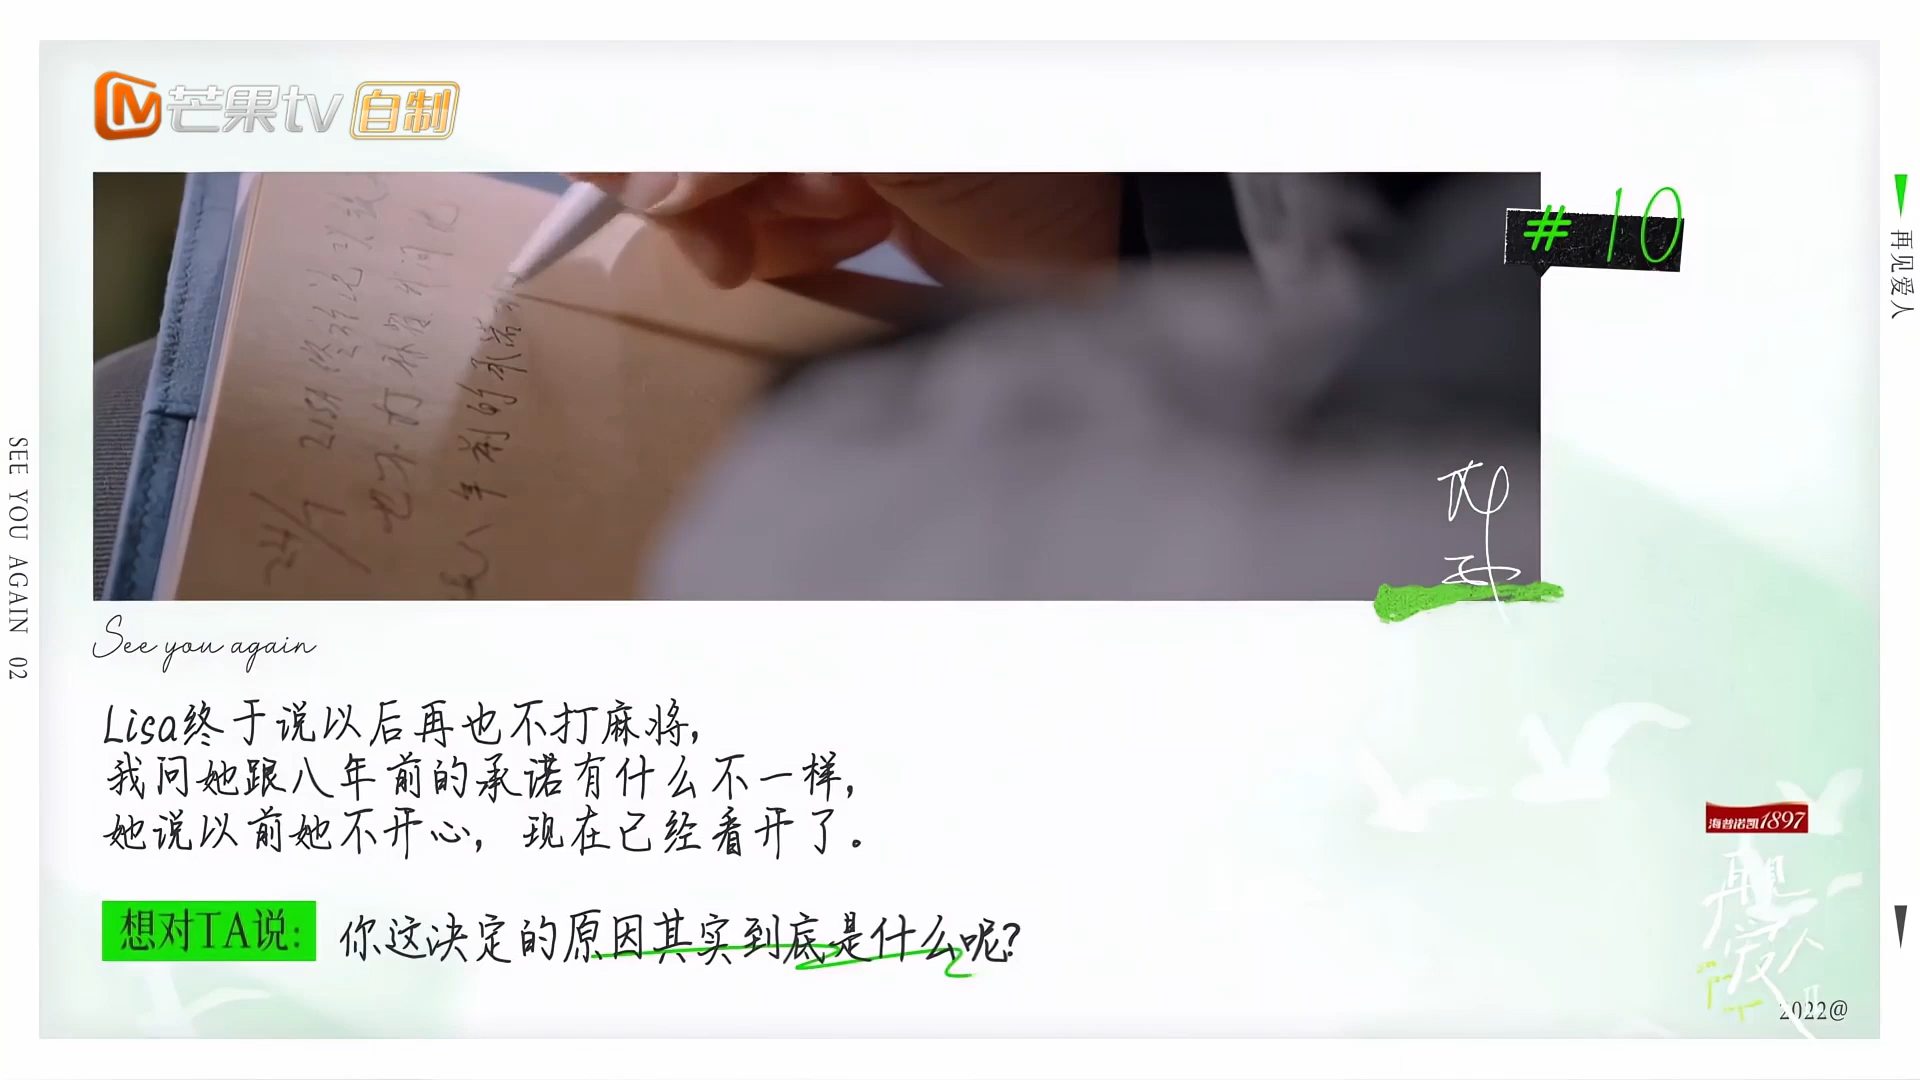 芒果tv 自制
# 10
再见爱人
SEE YOU AGAIN 02
See you again
Lisa终于说以后再也不打麻将,
我问她跟八年前的承诺有什么不一样,
她说以前她不开心,现在已经看开了。
想对TA说: 你这决定的原因其实到底是什么呢?
海普诺凯1897
再见爱人
2022@